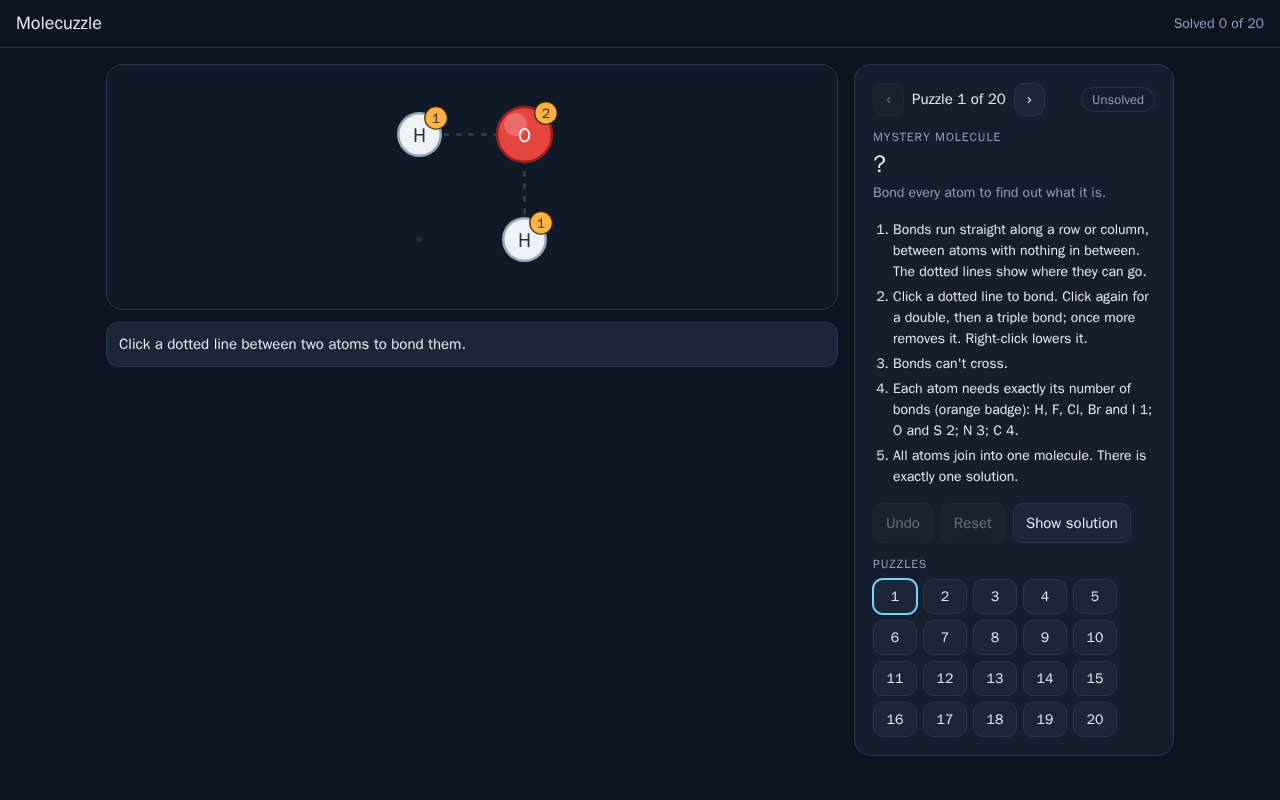 Molecuzzle
Solved 0 of 20
H 1
O 2
H 1
Click a dotted line between two atoms to bond them.
‹ Puzzle 1 of 20 › Unsolved
MYSTERY MOLECULE
?
Bond every atom to find out what it is.
1. Bonds run straight along a row or column,
between atoms with nothing in between.
The dotted lines show where they can go.
2. Click a dotted line to bond. Click again for
a double, then a triple bond; once more
removes it. Right-click lowers it.
3. Bonds can't cross.
4. Each atom needs exactly its number of
bonds (orange badge): H, F, Cl, Br and I 1;
O and S 2; N 3; C 4.
5. All atoms join into one molecule. There is
exactly one solution.
Undo Reset Show solution
PUZZLES
1 2 3 4 5
6 7 8 9 10
11 12 13 14 15
16 17 18 19 20